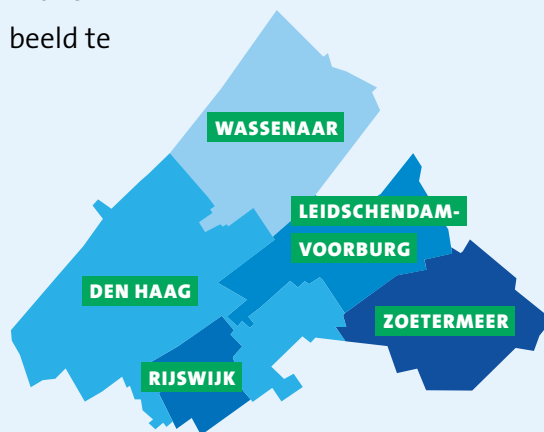 beeld te
WASSENAAR
LEIDSCHENDAM-
VOORBURG
DEN HAAG
ZOETERMEER
RIJSWIJK